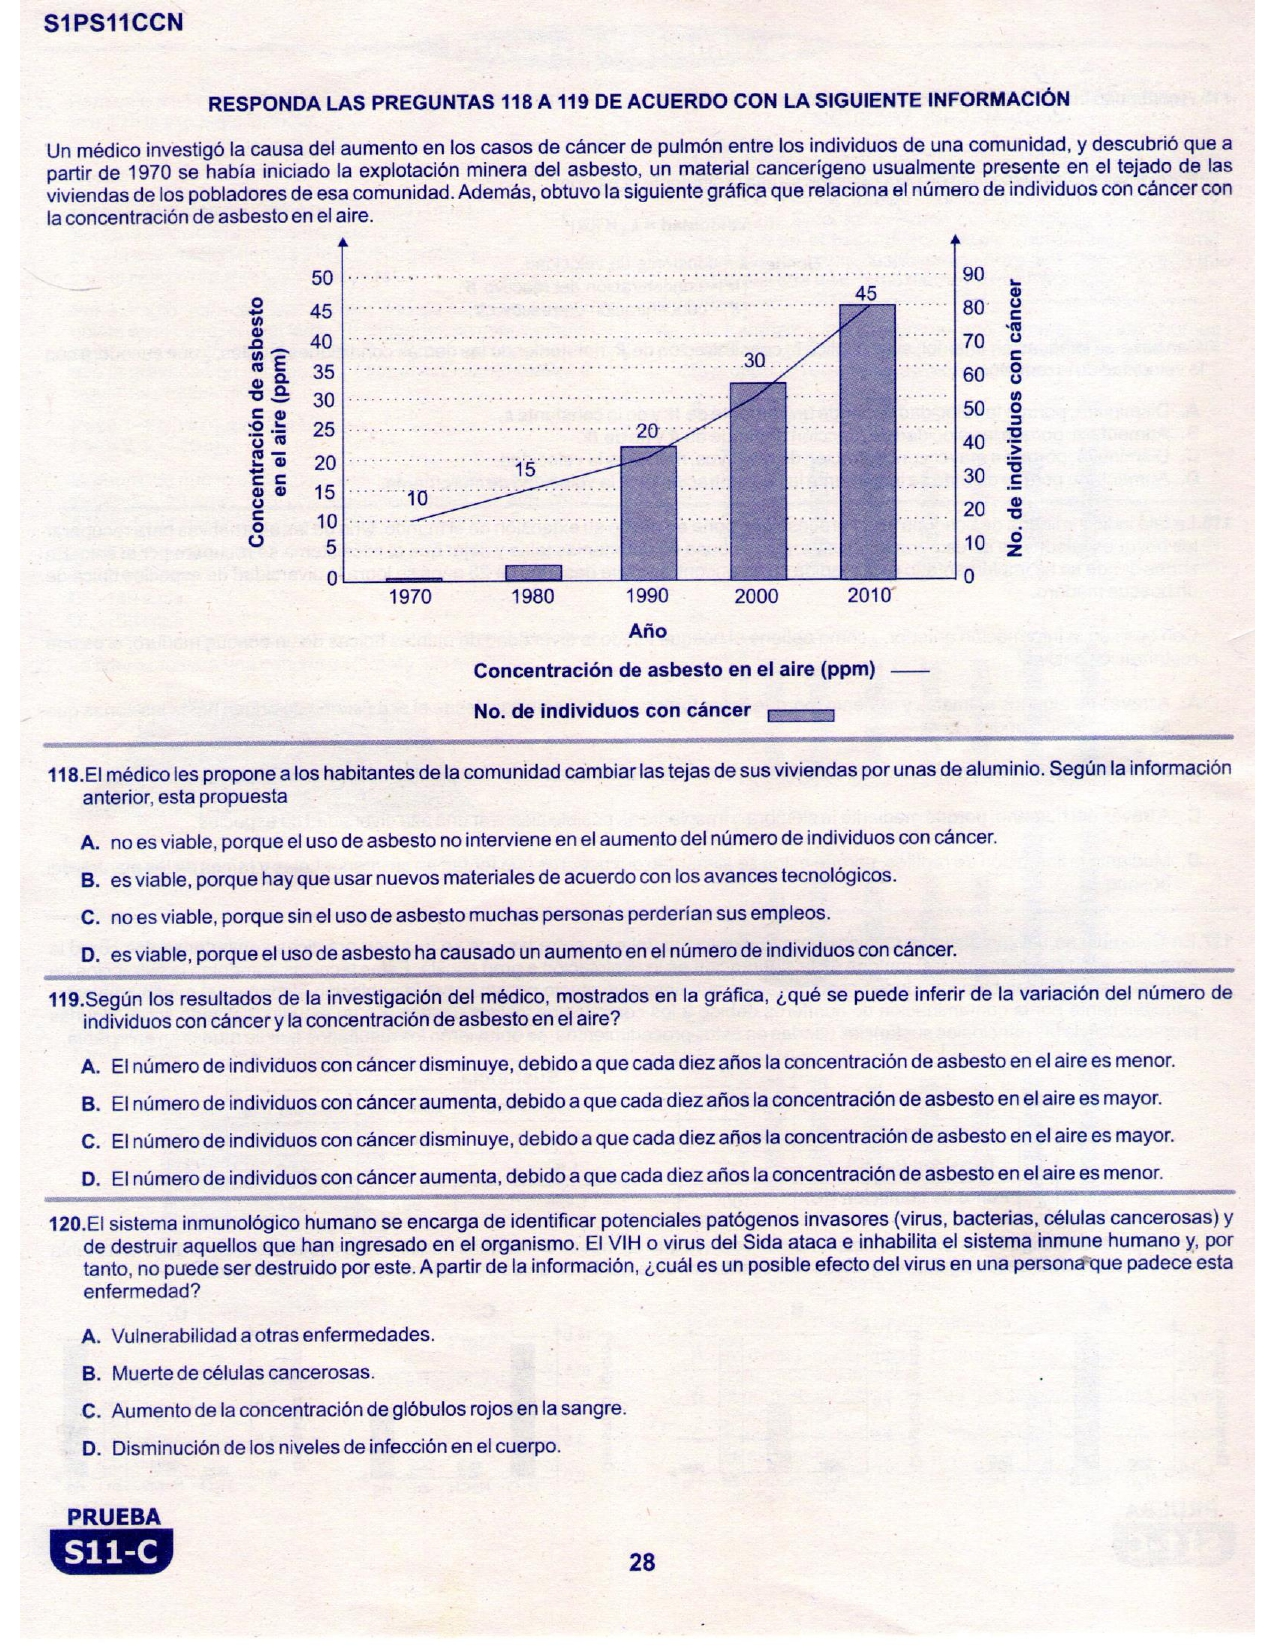 S1PS11CCN
RESPONDA LAS PREGUNTAS 118 A 119 DE ACUERDO CON LA SIGUIENTE INFORMACIÓN
Un médico investigó la causa del aumento en los casos de cáncer de pulmón entre los individuos de una comunidad, y descubrió que a
partir de 1970 se había iniciado la explotación minera del asbesto, un material cancerígeno usualmente presente en el tejado de las
viviendas de los pobladores de esa comunidad. Además, obtuvo la siguiente gráfica que relaciona el número de individuos con cáncer con
la concentración de asbesto en el aire.
Concentración de asbesto
en el aire (ppm)
50
45
40
35
30
25
20
15
10
5
0
10
15
20
30
45
90
80
70
60
50
40
30
20
10
0
No. de individuos con cáncer
1970
1980
1990
2000
2010
Año
Concentración de asbesto en el aire (ppm)
No. de individuos con cáncer
118.El médico les propone a los habitantes de la comunidad cambiar las tejas de sus viviendas por unas de aluminio. Según la información
anterior, esta propuesta
A. no es viable, porque el uso de asbesto no interviene en el aumento del número de individuos con cáncer.
B. es viable, porque hay que usar nuevos materiales de acuerdo con los avances tecnológicos.
C. no es viable, porque sin el uso de asbesto muchas personas perderían sus empleos.
D. es viable, porque el uso de asbesto ha causado un aumento en el número de individuos con cáncer.
119.Según los resultados de la investigación del médico, mostrados en la gráfica, ¿qué se puede inferir de la variación del número de
individuos con cáncer y la concentración de asbesto en el aire?
A. El número de individuos con cáncer disminuye, debido a que cada diez años la concentración de asbesto en el aire es menor.
B. El número de individuos con cáncer aumenta, debido a que cada diez años la concentración de asbesto en el aire es mayor.
C. El número de individuos con cáncer disminuye, debido a que cada diez años la concentración de asbesto en el aire es mayor.
D. El número de individuos con cáncer aumenta, debido a que cada diez años la concentración de asbesto en el aire es menor.
120.El sistema inmunológico humano se encarga de identificar potenciales patógenos invasores (virus, bacterias, células cancerosas) y
de destruir aquellos que han ingresado en el organismo. El VIH o virus del Sida ataca e inhabilita el sistema inmune humano y, por
tanto, no puede ser destruido por este. A partir de la información, ¿cuál es un posible efecto del virus en una persona que padece esta
enfermedad?
A. Vulnerabilidad a otras enfermedades.
B. Muerte de células cancerosas.
C. Aumento de la concentración de glóbulos rojos en la sangre.
D. Disminución de los niveles de infección en el cuerpo.
PRUEBA
S11-C
28